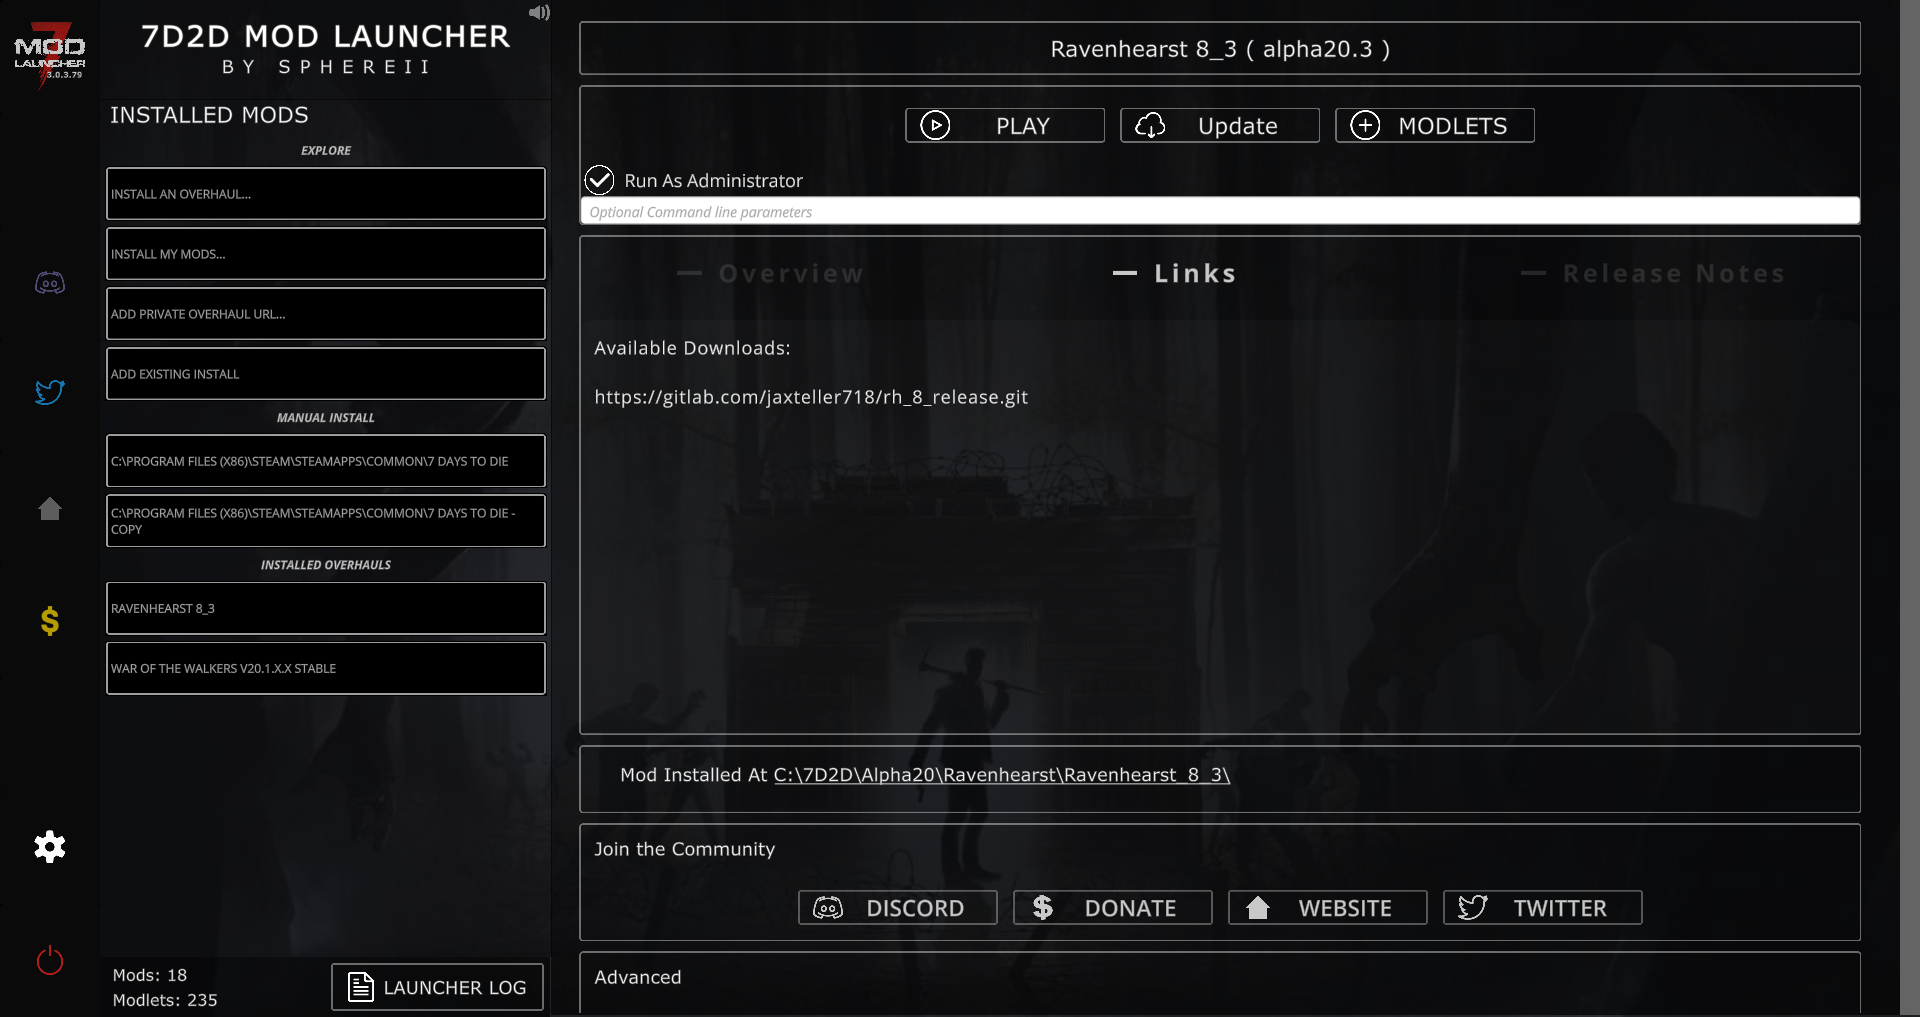 7
MOD
LAUNCHER
3.0.3.79
7D2D MOD LAUNCHER
BY SPHEREII
INSTALLED MODS
EXPLORE
INSTALL AN OVERHAUL...
INSTALL MY MODS...
ADD PRIVATE OVERHAUL URL...
ADD EXISTING INSTALL
MANUAL INSTALL
C:\PROGRAM FILES (X86)\STEAM\STEAMAPPS\COMMON\7 DAYS TO DIE
C:\PROGRAM FILES (X86)\STEAM\STEAMAPPS\COMMON\7 DAYS TO DIE -
COPY
INSTALLED OVERHAULS
RAVENHEARST 8_3
WAR OF THE WALKERS V20.1.X.X STABLE
Mods: 18
Modlets: 235
LAUNCHER LOG
Ravenhearst 8_3 ( alpha20.3 )
PLAY
Update
MODLETS
Run As Administrator
Optional Command line parameters
Overview
Links
Release Notes
Available Downloads:
https://gitlab.com/jaxteller718/rh_8_release.git
Mod Installed At C:\7D2D\Alpha20\Ravenhearst\Ravenhearst_8_3\
Join the Community
DISCORD
DONATE
WEBSITE
TWITTER
Advanced